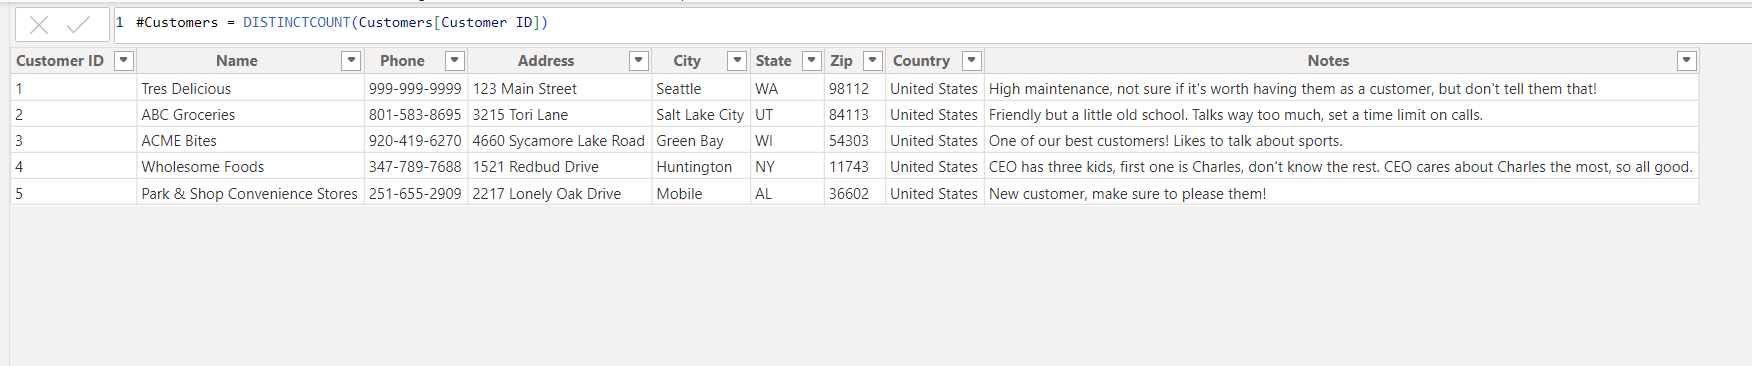 1 #Customers = DISTINCTCOUNT(Customers[Customer ID])
Customer ID Name Phone Address City State Zip Country Notes
1 Tres Delicious 999-999-9999 123 Main Street Seattle WA 98112 United States High maintenance, not sure if it's worth having them as a customer, but don't tell them that!
2 ABC Groceries 801-583-8695 3215 Tori Lane Salt Lake City UT 84113 United States Friendly but a little old school. Talks way too much, set a time limit on calls.
3 ACME Bites 920-419-6270 4660 Sycamore Lake Road Green Bay WI 54303 United States One of our best customers! Likes to talk about sports.
4 Wholesome Foods 347-789-7688 1521 Redbud Drive Huntington NY 11743 United States CEO has three kids, first one is Charles, don't know the rest. CEO cares about Charles the most, so all good.
5 Park & Shop Convenience Stores 251-655-2909 2217 Lonely Oak Drive Mobile AL 36602 United States New customer, make sure to please them!